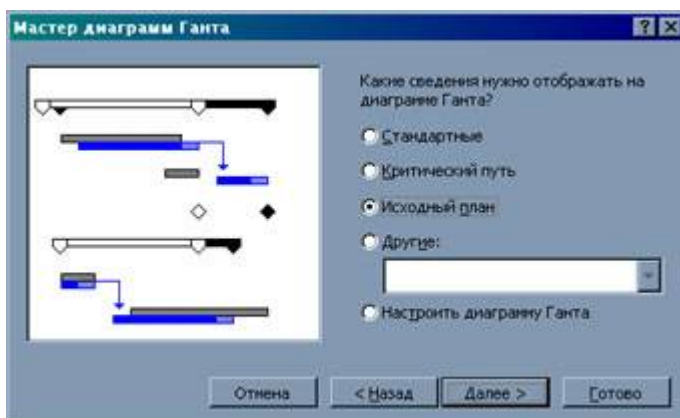 Мастер диаграмм Ганта
Какие сведения нужно отображать на
диаграмме Ганта?
Стандартные
Критический путь
Исходный план
Другие:
Настроить диаграмму Ганта
Отмена
< Назад
Далее >
Готово